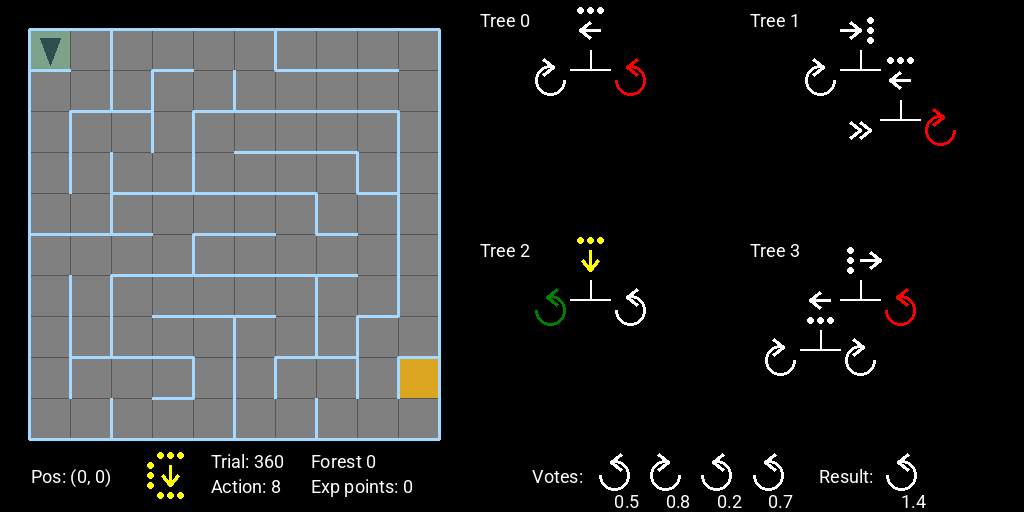 Tree 0
Tree 1
Tree 2
Tree 3
Pos: (0, 0)
Trial: 360
Forest 0
Action: 8
Exp points: 0
Votes:
0.5
0.8
0.2
0.7
Result:
1.4